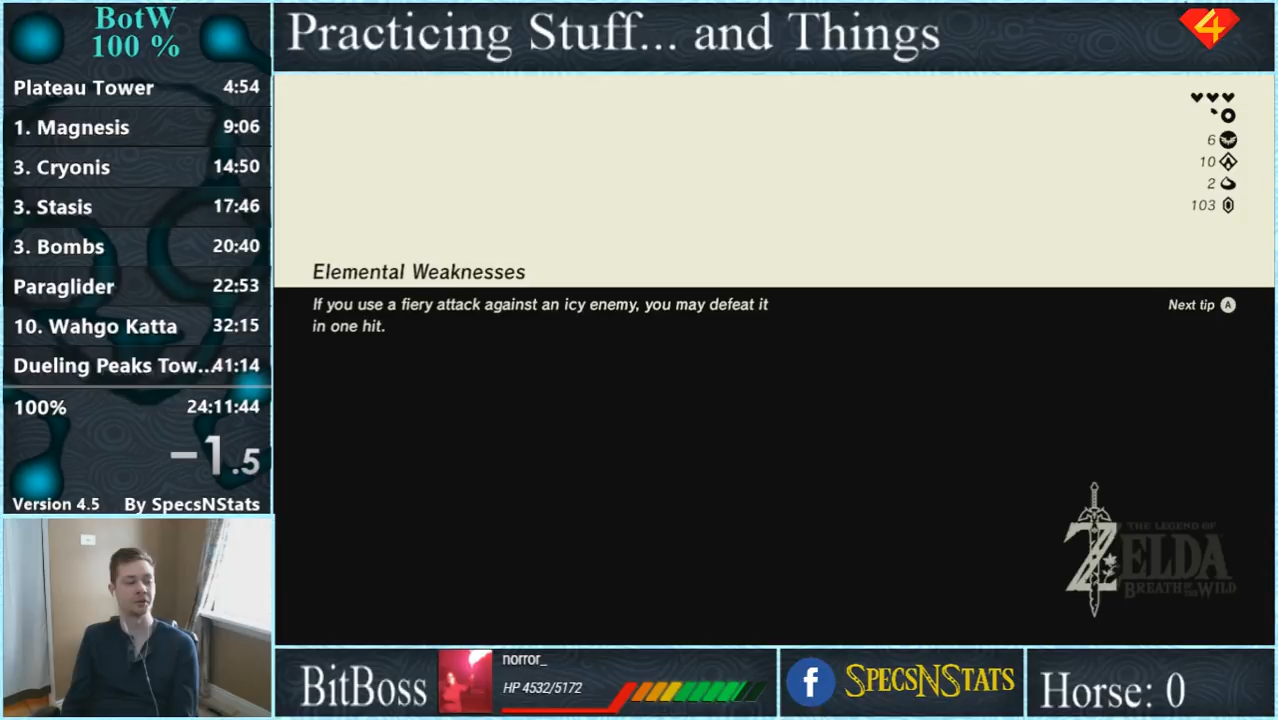 BotW
100 %
Plateau Tower 4:54
1. Magnesis 9:06
3. Cryonis 14:50
3. Stasis 17:46
3. Bombs 20:40
Paraglider 22:53
10. Wahgo Katta 32:15
Dueling Peaks Tow... 41:14
100% 24:11:44
-1.5
Version 4.5 By SpecsNStats
Practicing Stuff... and Things
4
6
10
2
103
Elemental Weaknesses
If you use a fiery attack against an icy enemy, you may defeat it
in one hit.
Next tip A
THE LEGEND OF
ZELDA
BREATH OF THE WILD
BitBoss
norror_
HP 4532/5172
f
SPECSNSTATS
Horse: 0